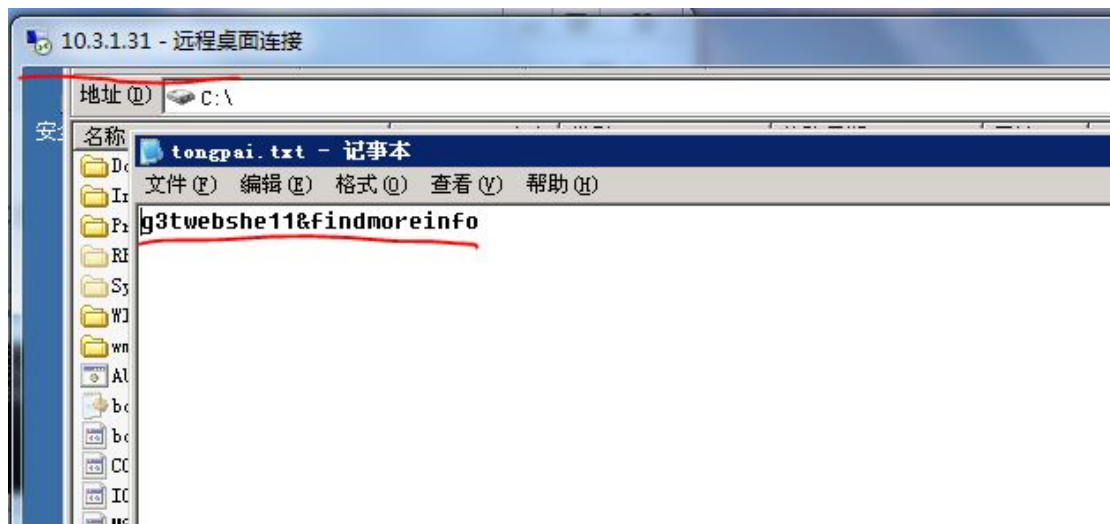 10.3.1.31 - 远程桌面连接
地址(D) C:\
名称
tongpai.txt - 记事本
文件(F) 编辑(E) 格式(O) 查看(V) 帮助(H)
g3twebshe11&findmoreinfo